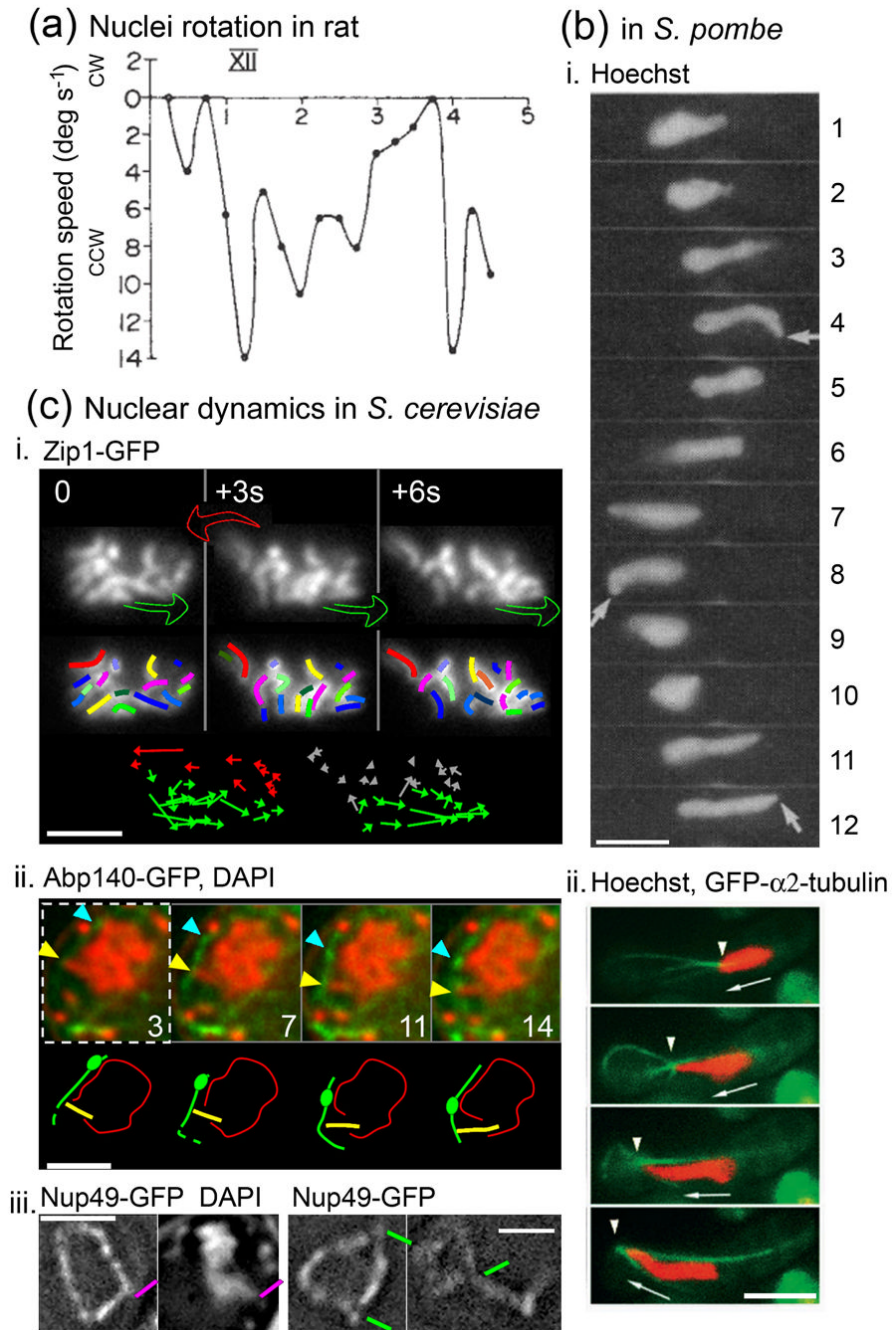 (a) Nuclei rotation in rat
XII
Rotation speed (deg s⁻¹)
CW
CCW
2
0
2
4
6
8
10
12
14
1
2
3
4
5
(b) in S. pombe
i. Hoechst
1
2
3
4
5
6
7
8
9
10
11
12
ii. Hoechst, GFP-α2-tubulin
(c) Nuclear dynamics in S. cerevisiae
i. Zip1-GFP
0
+3s
+6s
ii. Abp140-GFP, DAPI
3
7
11
14
iii. Nup49-GFP DAPI Nup49-GFP